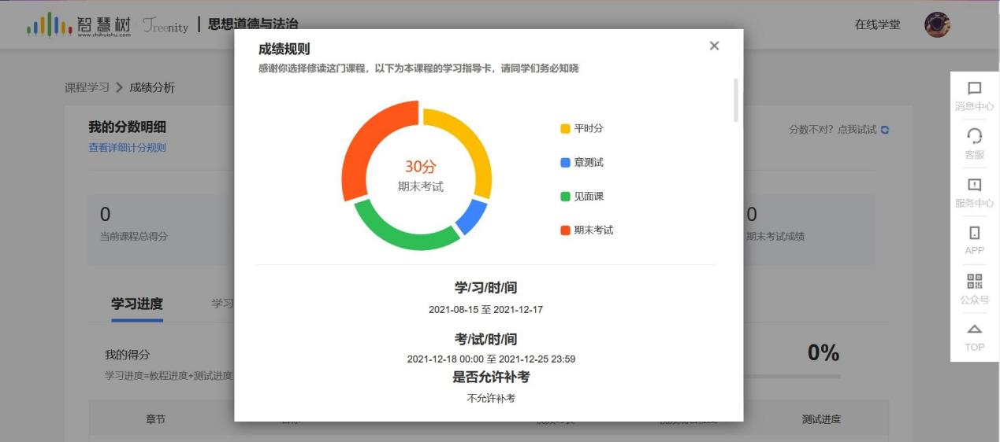 智慧树 Treenity 思想道德与法治
www.zhihuishu.com
在线学堂
成绩规则
感谢你选择修读这门课程，以下为本课程的学习指导卡，请同学们务必知晓
课程学习 > 成绩分析
我的分数明细
查看详细计分规则
分数不对？点我试试
30分
期末考试
平时分
章测试
见面课
期末考试
0
当前课程总得分
0
期末考试成绩
学/习/时/间
2021-08-15 至 2021-12-17
考/试/时/间
2021-12-18 00:00 至 2021-12-25 23:59
是否允许补考
不允许补考
学习进度
学习
我的得分
学习进度=教程进度+测试进度
0%
章节
测试进度
消息中心
客服
服务中心
APP
公众号
TOP